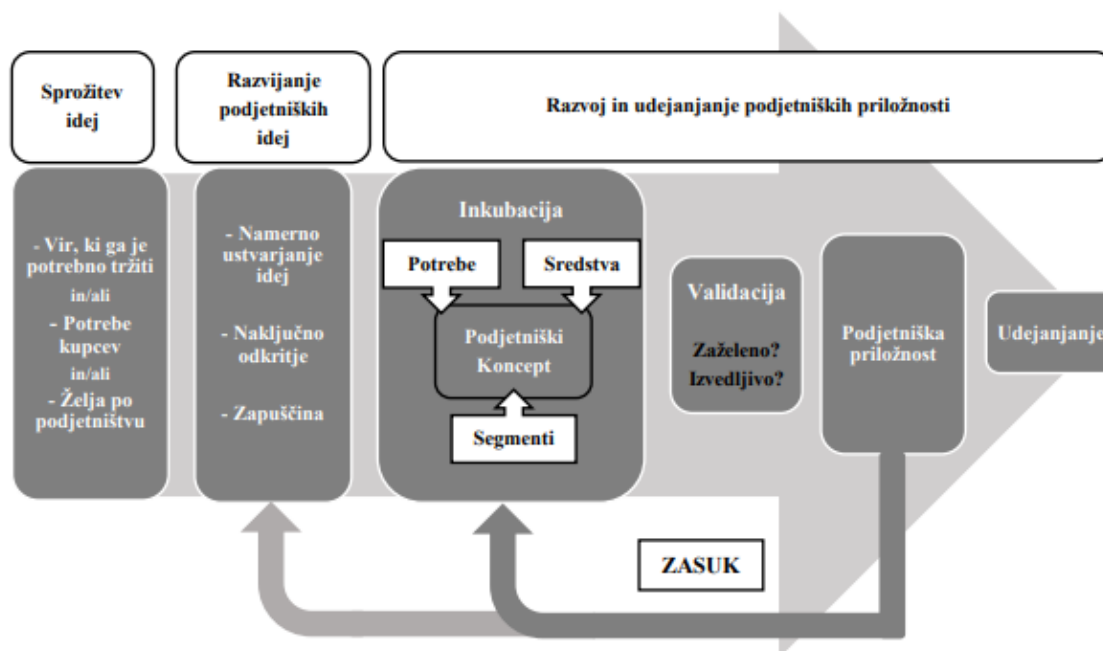 Sprožitev
idej
Razvijanje
podjetniških
idej
Razvoj in udejanjanje podjetniških priložnosti
- Vir, ki ga je
potrebno tržiti
in/ali
- Potrebe
kupcev
in/ali
- Želja po
podjetništvu
- Namerno
ustvarjanje
idej
- Naključno
odkritje
- Zapuščina
Inkubacija
Potrebe
Sredstva
Podjetniški
Koncept
Segmenti
Validacija
Zaželeno?
Izvedljivo?
Podjetniška
priložnost
Udejanjanje
ZASUK